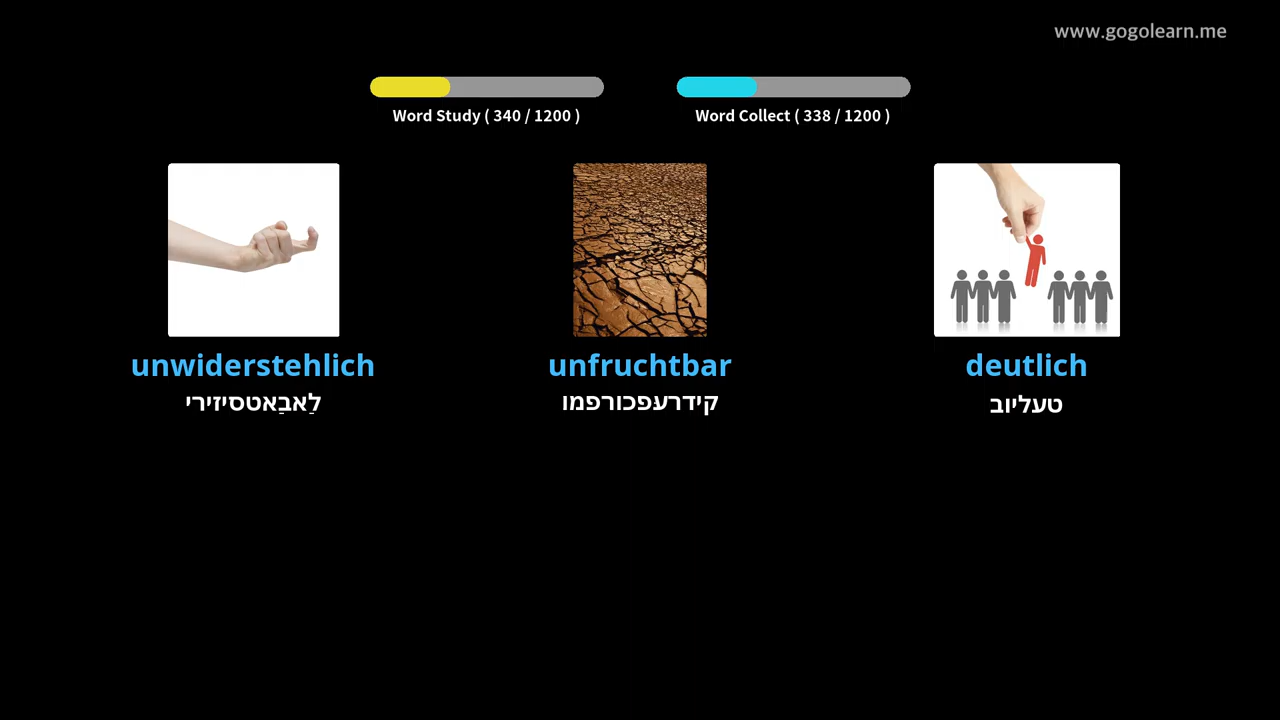 www.gogolearn.me
Word Study ( 340 / 1200 )
Word Collect ( 338 / 1200 )
unwiderstehlich
לַאבַאטסיזירי
unfruchtbar
קידרעפכורפמו
deutlich
טעליוב